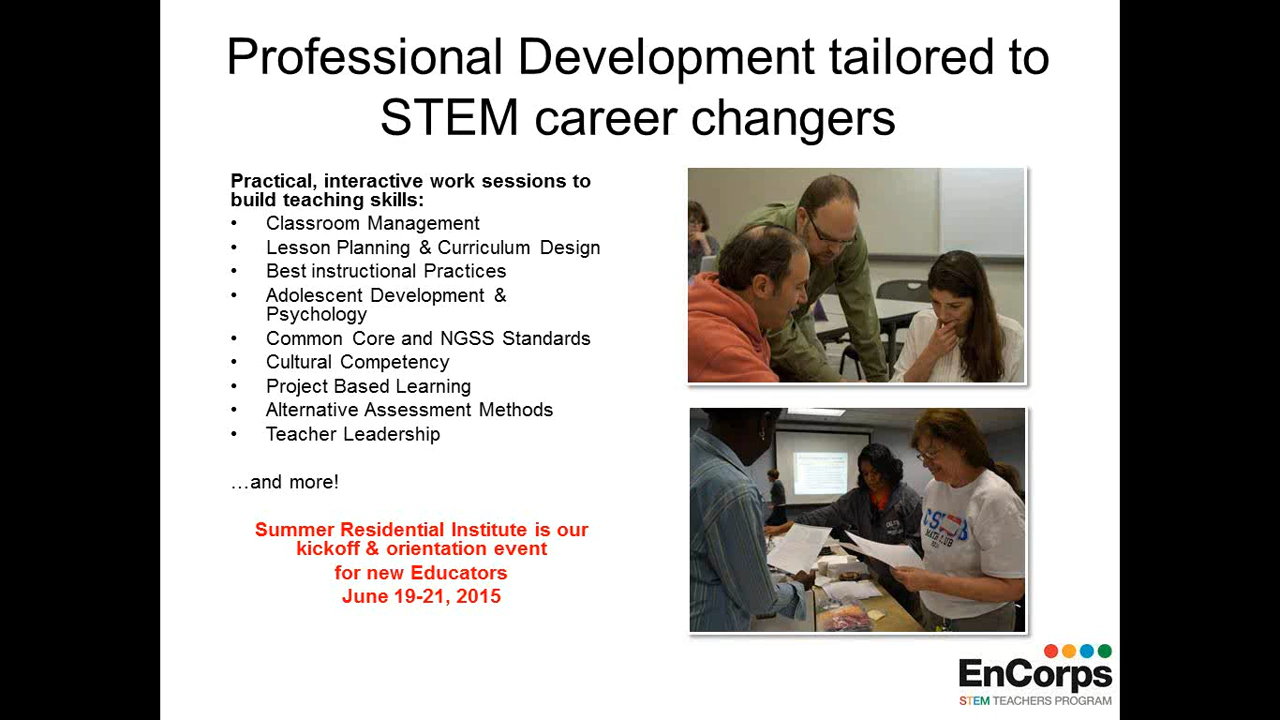 Professional Development tailored to
STEM career changers
Practical, interactive work sessions to
build teaching skills:
• Classroom Management
• Lesson Planning & Curriculum Design
• Best instructional Practices
• Adolescent Development &
Psychology
• Common Core and NGSS Standards
• Cultural Competency
• Project Based Learning
• Alternative Assessment Methods
• Teacher Leadership
…and more!
Summer Residential Institute is our
kickoff & orientation event
for new Educators
June 19-21, 2015
MATH CLUB
EnCorps
STEM TEACHERS PROGRAM